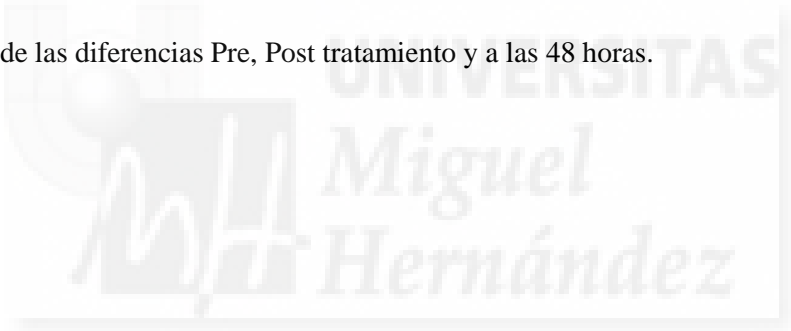 de las diferencias Pre, Post tratamiento y a las 48 horas.
UNIVERSITAS
Miguel
Hernández